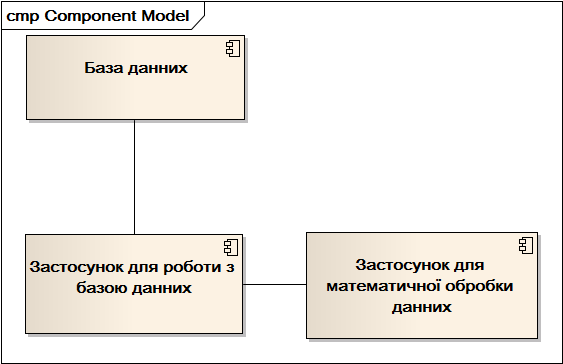 cmp Component Model
База данних
Застосунок для роботи з
базою данних
Застосунок для
математичної обробки
данних